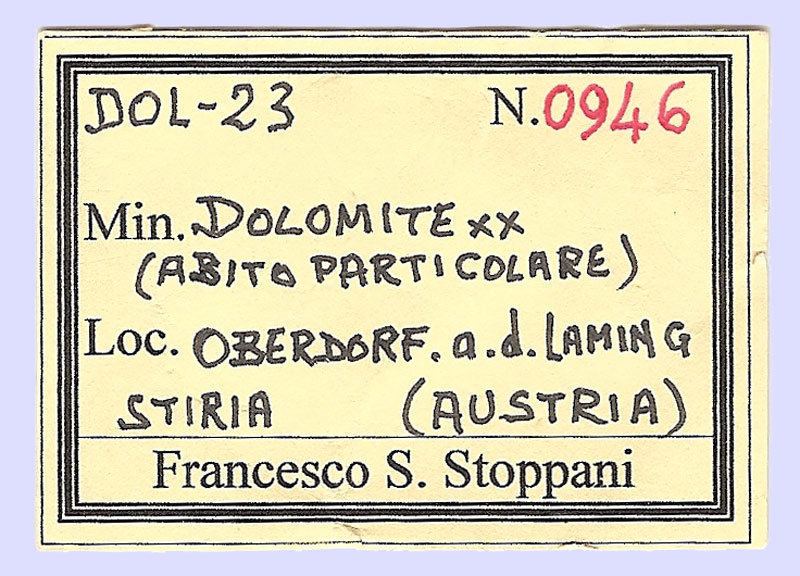 DOL-23 N.0946
Min. DOLOMITE xx
(ABITO PARTICOLARE)
Loc. OBERDORF. a.d. LAMING
STIRIA (AUSTRIA)
Francesco S. Stoppani